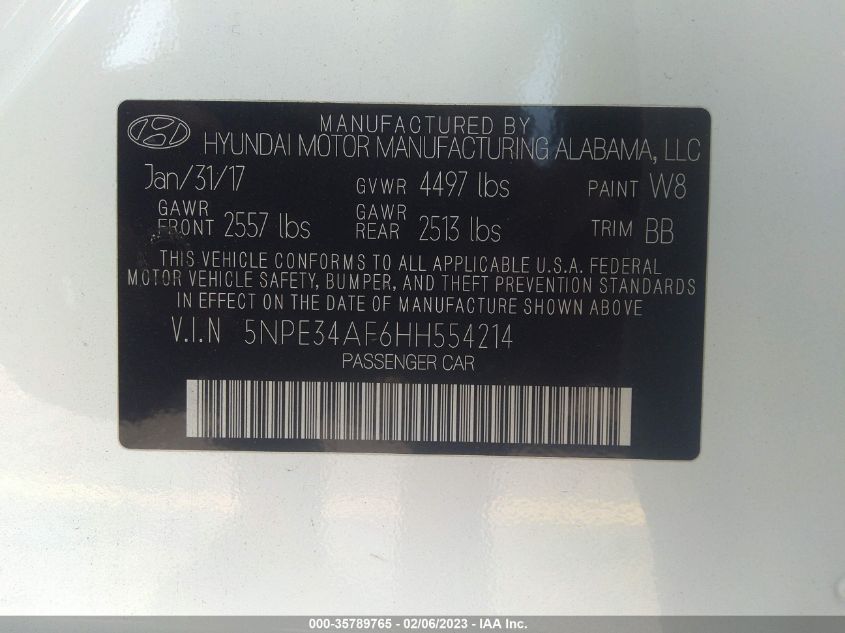 MANUFACTURED BY
HYUNDAI MOTOR MANUFACTURING ALABAMA, LLC
Jan/31/17 GVWR 4497 lbs PAINT W8
GAWR FRONT 2557 lbs GAWR REAR 2513 lbs TRIM BB
THIS VEHICLE CONFORMS TO ALL APPLICABLE U.S.A. FEDERAL
MOTOR VEHICLE SAFETY, BUMPER, AND THEFT PREVENTION STANDARDS
IN EFFECT ON THE DATE OF MANUFACTURE SHOWN ABOVE
V.I.N 5NPE34AF6HH554214
PASSENGER CAR
000-35789765 - 02/06/2023 - IAA Inc.